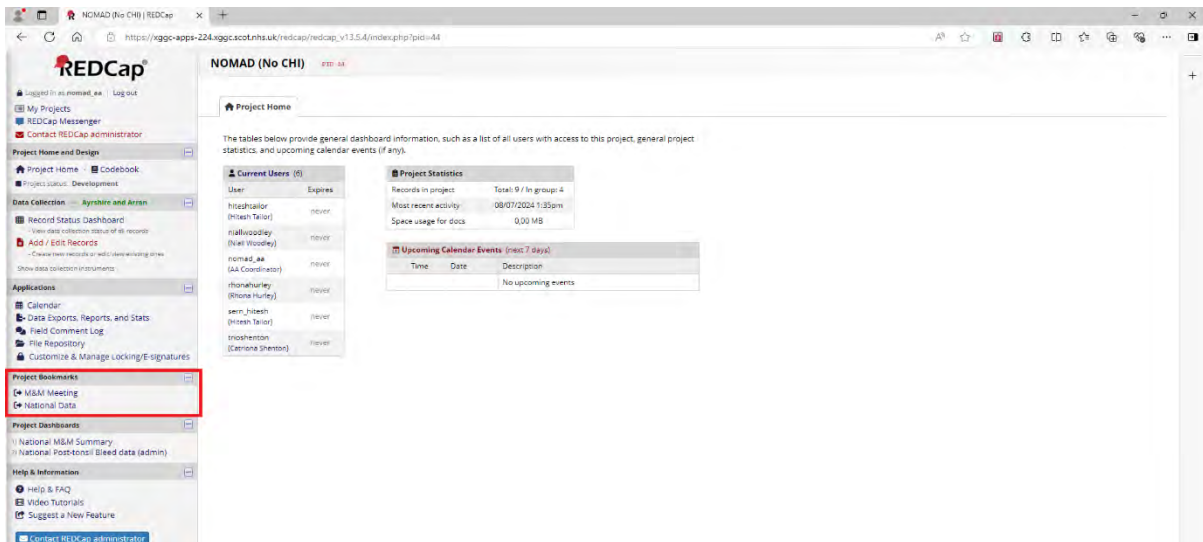 NOMAD (No CHI) | REDCap
https://xggc-apps-224.xggc.scot.nhs.uk/redcap/redcap_v13.5.4/index.php?pid=44
REDCap
Logged in as nomad_aa Log out
My Projects
REDCap Messenger
Contact REDCap administrator
Project Home and Design
Project Home Codebook
Project status: Development
Data Collection Ayrshire and Arran
Record Status Dashboard
- View data collection status of all records
Add / Edit Records
- Create new records or edit/view existing ones
Show data collection instruments
Applications
Calendar
Data Exports, Reports, and Stats
Field Comment Log
File Repository
Customize & Manage Locking/E-signatures
Project Bookmarks
M&M Meeting
National Data
Project Dashboards
National M&M Summary
National Post-tonsil Bleed data (admin)
Help & Information
Help & FAQ
Video Tutorials
Suggest a New Feature
Contact REDCap administrator
NOMAD (No CHI) PID 44
Project Home
The tables below provide general dashboard information, such as a list of all users with access to this project, general project
statistics, and upcoming calendar events (if any).
Current Users (6)
User Expires
hiteshtailor
(Hitesh Tailor) never
niallwoodley
(Niall Woodley) never
nomad_aa
(AA Coordinator) never
rhonahurley
(Rhona Hurley) never
sern_hitesh
(Hitesh Tailor) never
trioshenton
(Catriona Shenton) never
Project Statistics
Records in project Total: 9 / In group: 4
Most recent activity 08/07/2024 1:35pm
Space usage for docs 0,00 MB
Upcoming Calendar Events (next 7 days)
Time Date Description
No upcoming events